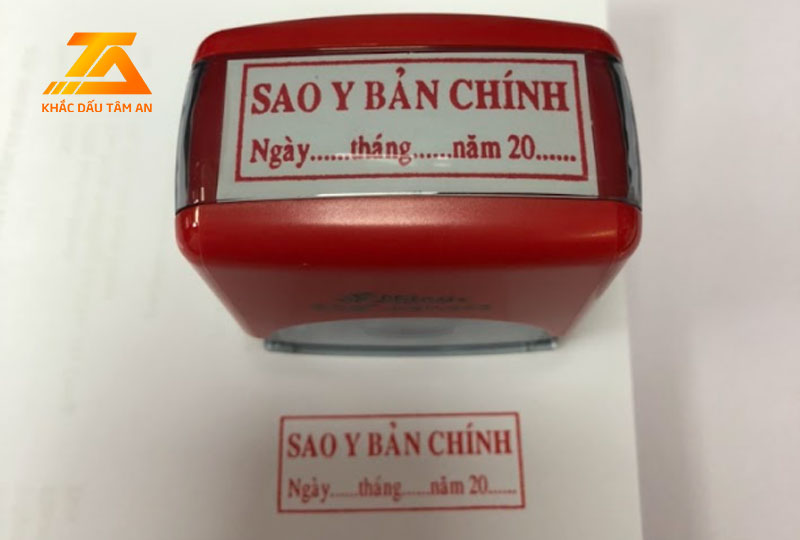 KHẮC DẤU TÂM AN
SAO Y BẢN CHÍNH
Ngày......tháng......năm 20......
SAO Y BẢN CHÍNH
Ngày......tháng......năm 20......